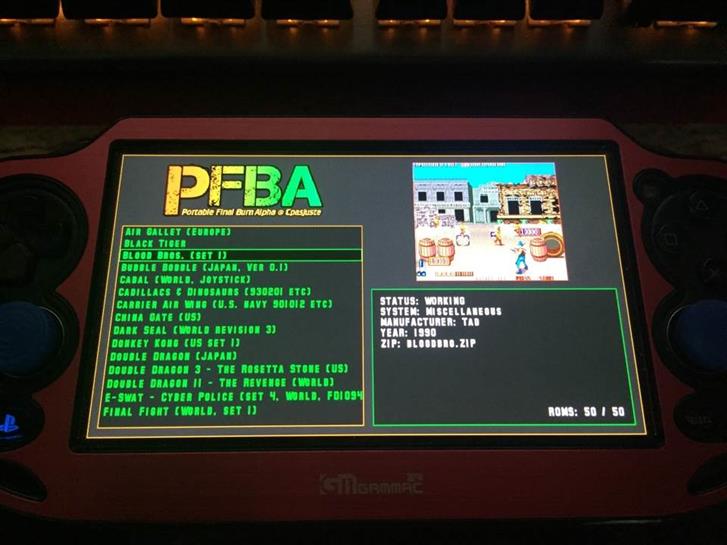 PFBA
Portable Final Burn Alpha @ Cpasjuste
AIR GALLET (EUROPE)
BLACK TIGER
BLOOD BROS. (SET 1)
BUBBLE BOBBLE (JAPAN, VER 0.1)
CABAL (WORLD, JOYSTICK)
CADILLACS & DINOSAURS (930201 ETC)
CARRIER AIR WING (U.S. NAVY 901012 ETC)
CHINA GATE (US)
DARK SEAL (WORLD REVISION 3)
DONKEY KONG (US SET 1)
DOUBLE DRAGON (JAPAN)
DOUBLE DRAGON 3 - THE ROSETTA STONE (US)
DOUBLE DRAGON II - THE REVENGE (WORLD)
E-SWAT - CYBER POLICE (SET 4, WORLD, FD1094
FINAL FIGHT (WORLD, SET 1)
STATUS: WORKING
SYSTEM: MISCELLANEOUS
MANUFACTURER: TAD
YEAR: 1990
ZIP: BLOODBRO.ZIP
ROMS: 50 / 50
GAMMAC